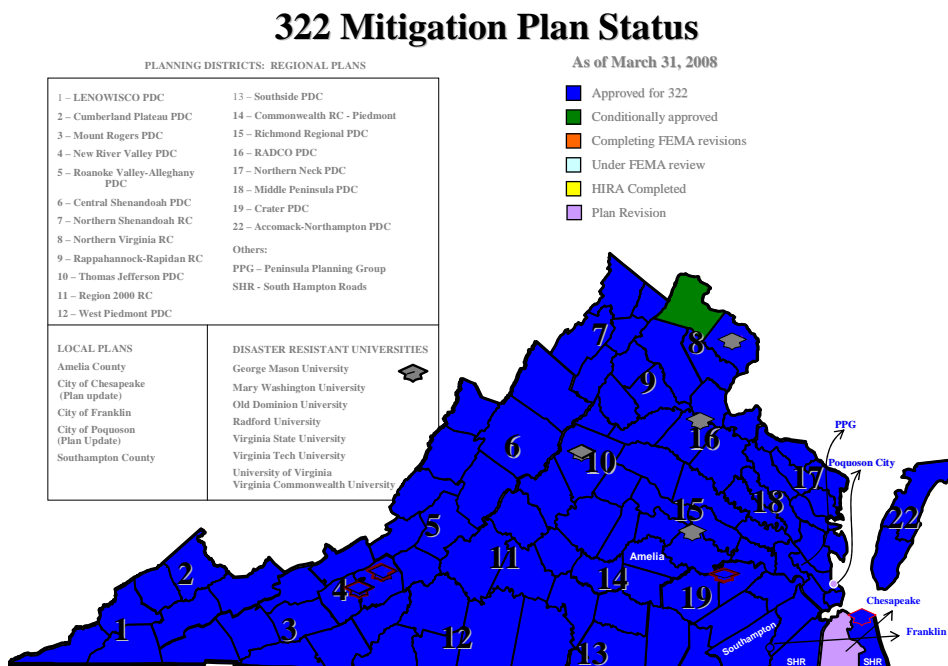 322 Mitigation Plan Status
PLANNING DISTRICTS: REGIONAL PLANS
As of March 31, 2008
1 – LENOWISCO PDC
2 – Cumberland Plateau PDC
3 – Mount Rogers PDC
4 – New River Valley PDC
5 – Roanoke Valley-Alleghany
PDC
6 – Central Shenandoah PDC
7 – Northern Shenandoah RC
8 – Northern Virginia RC
9 – Rappahannock-Rapidan RC
10 – Thomas Jefferson PDC
11 – Region 2000 RC
12 – West Piedmont PDC
13 – Southside PDC
14 – Commonwealth RC - Piedmont
15 – Richmond Regional PDC
16 – RADCO PDC
17 – Northern Neck PDC
18 – Middle Peninsula PDC
19 – Crater PDC
22 – Accomack-Northampton PDC
Others:
PPG – Peninsula Planning Group
SHR - South Hampton Roads
Approved for 322
Conditionally approved
Completing FEMA revisions
Under FEMA review
HIRA Completed
Plan Revision
LOCAL PLANS
Amelia County
City of Chesapeake
(Plan update)
City of Franklin
City of Poquoson
(Plan Update)
Southampton County
DISASTER RESISTANT UNIVERSITIES
George Mason University
Mary Washington University
Old Dominion University
Radford University
Virginia State University
Virginia Tech University
University of Virginia
Virginia Commonwealth University
7
8
9
6
10
16
PPG
Poquoson City
17
18
22
5
15
11
Amelia
14
2
4
19
1
3
12
13
Southampton
Chesapeake
Franklin
SHR
SHR